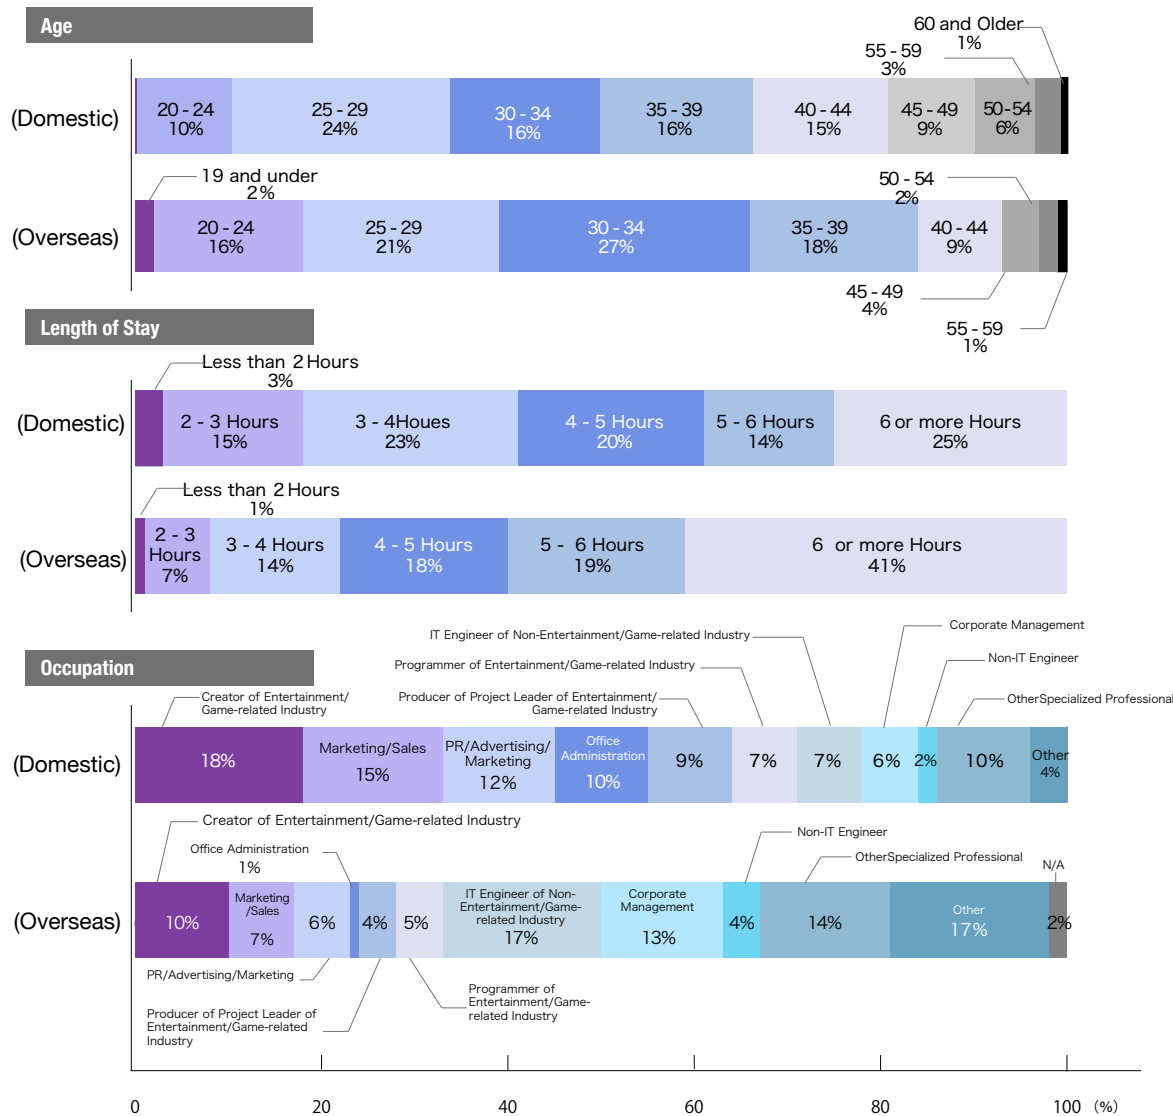 Age
60 and Older
1%
55 - 59
3%
(Domestic)
20 - 24
10%
25 - 29
24%
30 - 34
16%
35 - 39
16%
40 - 44
15%
45 - 49
9%
50-54
6%
19 and under
2%
50 - 54
2%
(Overseas)
20 - 24
16%
25 - 29
21%
30 - 34
27%
35 - 39
18%
40 - 44
9%
45 - 49
4%
55 - 59
1%
Length of Stay
Less than 2 Hours
3%
(Domestic)
2 - 3 Hours
15%
3 - 4Houes
23%
4 - 5 Hours
20%
5 - 6 Hours
14%
6 or more Hours
25%
Less than 2 Hours
1%
(Overseas)
2 - 3
Hours
7%
3 - 4 Hours
14%
4 - 5 Hours
18%
5 - 6 Hours
19%
6 or more Hours
41%
Occupation
IT Engineer of Non-Entertainment/Game-related Industry
Corporate Management
Programmer of Entertainment/Game-related Industry
Non-IT Engineer
Creator of Entertainment/
Game-related Industry
Producer of Project Leader of Entertainment/
Game-related Industry
OtherSpecialized Professional
(Domestic)
18%
Marketing/Sales
15%
PR/Advertising/
Marketing
12%
Office
Administration
10%
9%
7%
7%
6%
2%
10%
Other
4%
Creator of Entertainment/Game-related Industry
Office Administration
1%
Non-IT Engineer
OtherSpecialized Professional
N/A
(Overseas)
10%
Marketing
/Sales
7%
6%
4%
5%
IT Engineer of Non-
Entertainment/Game-
related Industry
17%
Corporate
Management
13%
4%
14%
Other
17%
2%
PR/Advertising/Marketing
Producer of Project Leader of
Entertainment/Game-related
Industry
Programmer of
Entertainment/Game-
related Industry
0 20 40 60 80 100 (%)